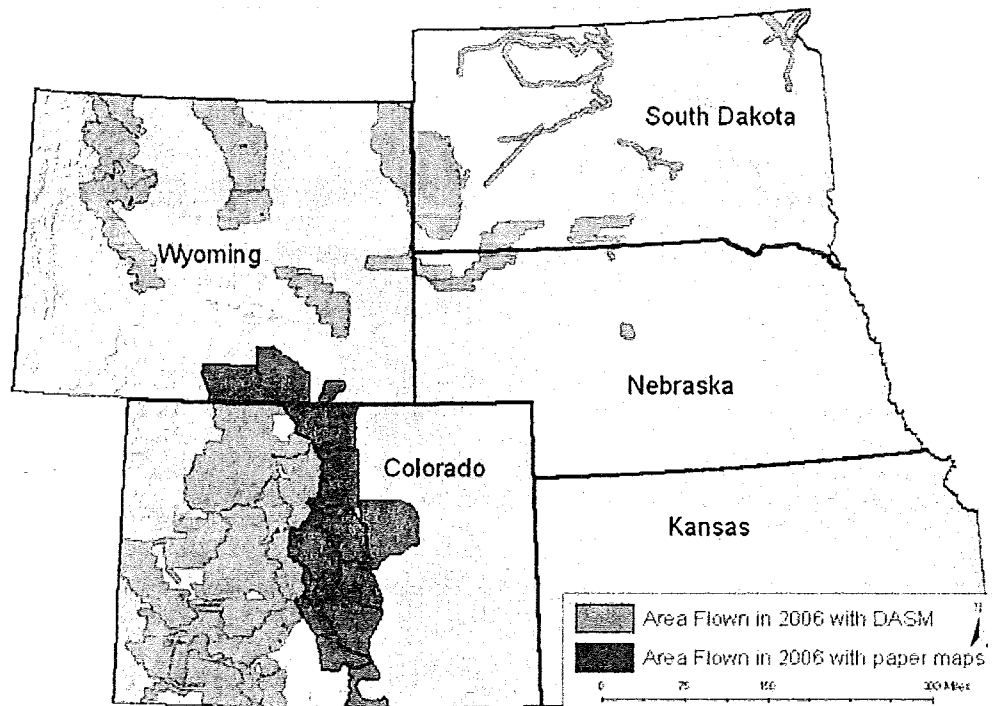 South Dakota
Wyoming
Nebraska
Colorado
Kansas
Area Flown in 2006 with DASM
Area Flown in 2006 with paper maps
0 75 150 300 Miles